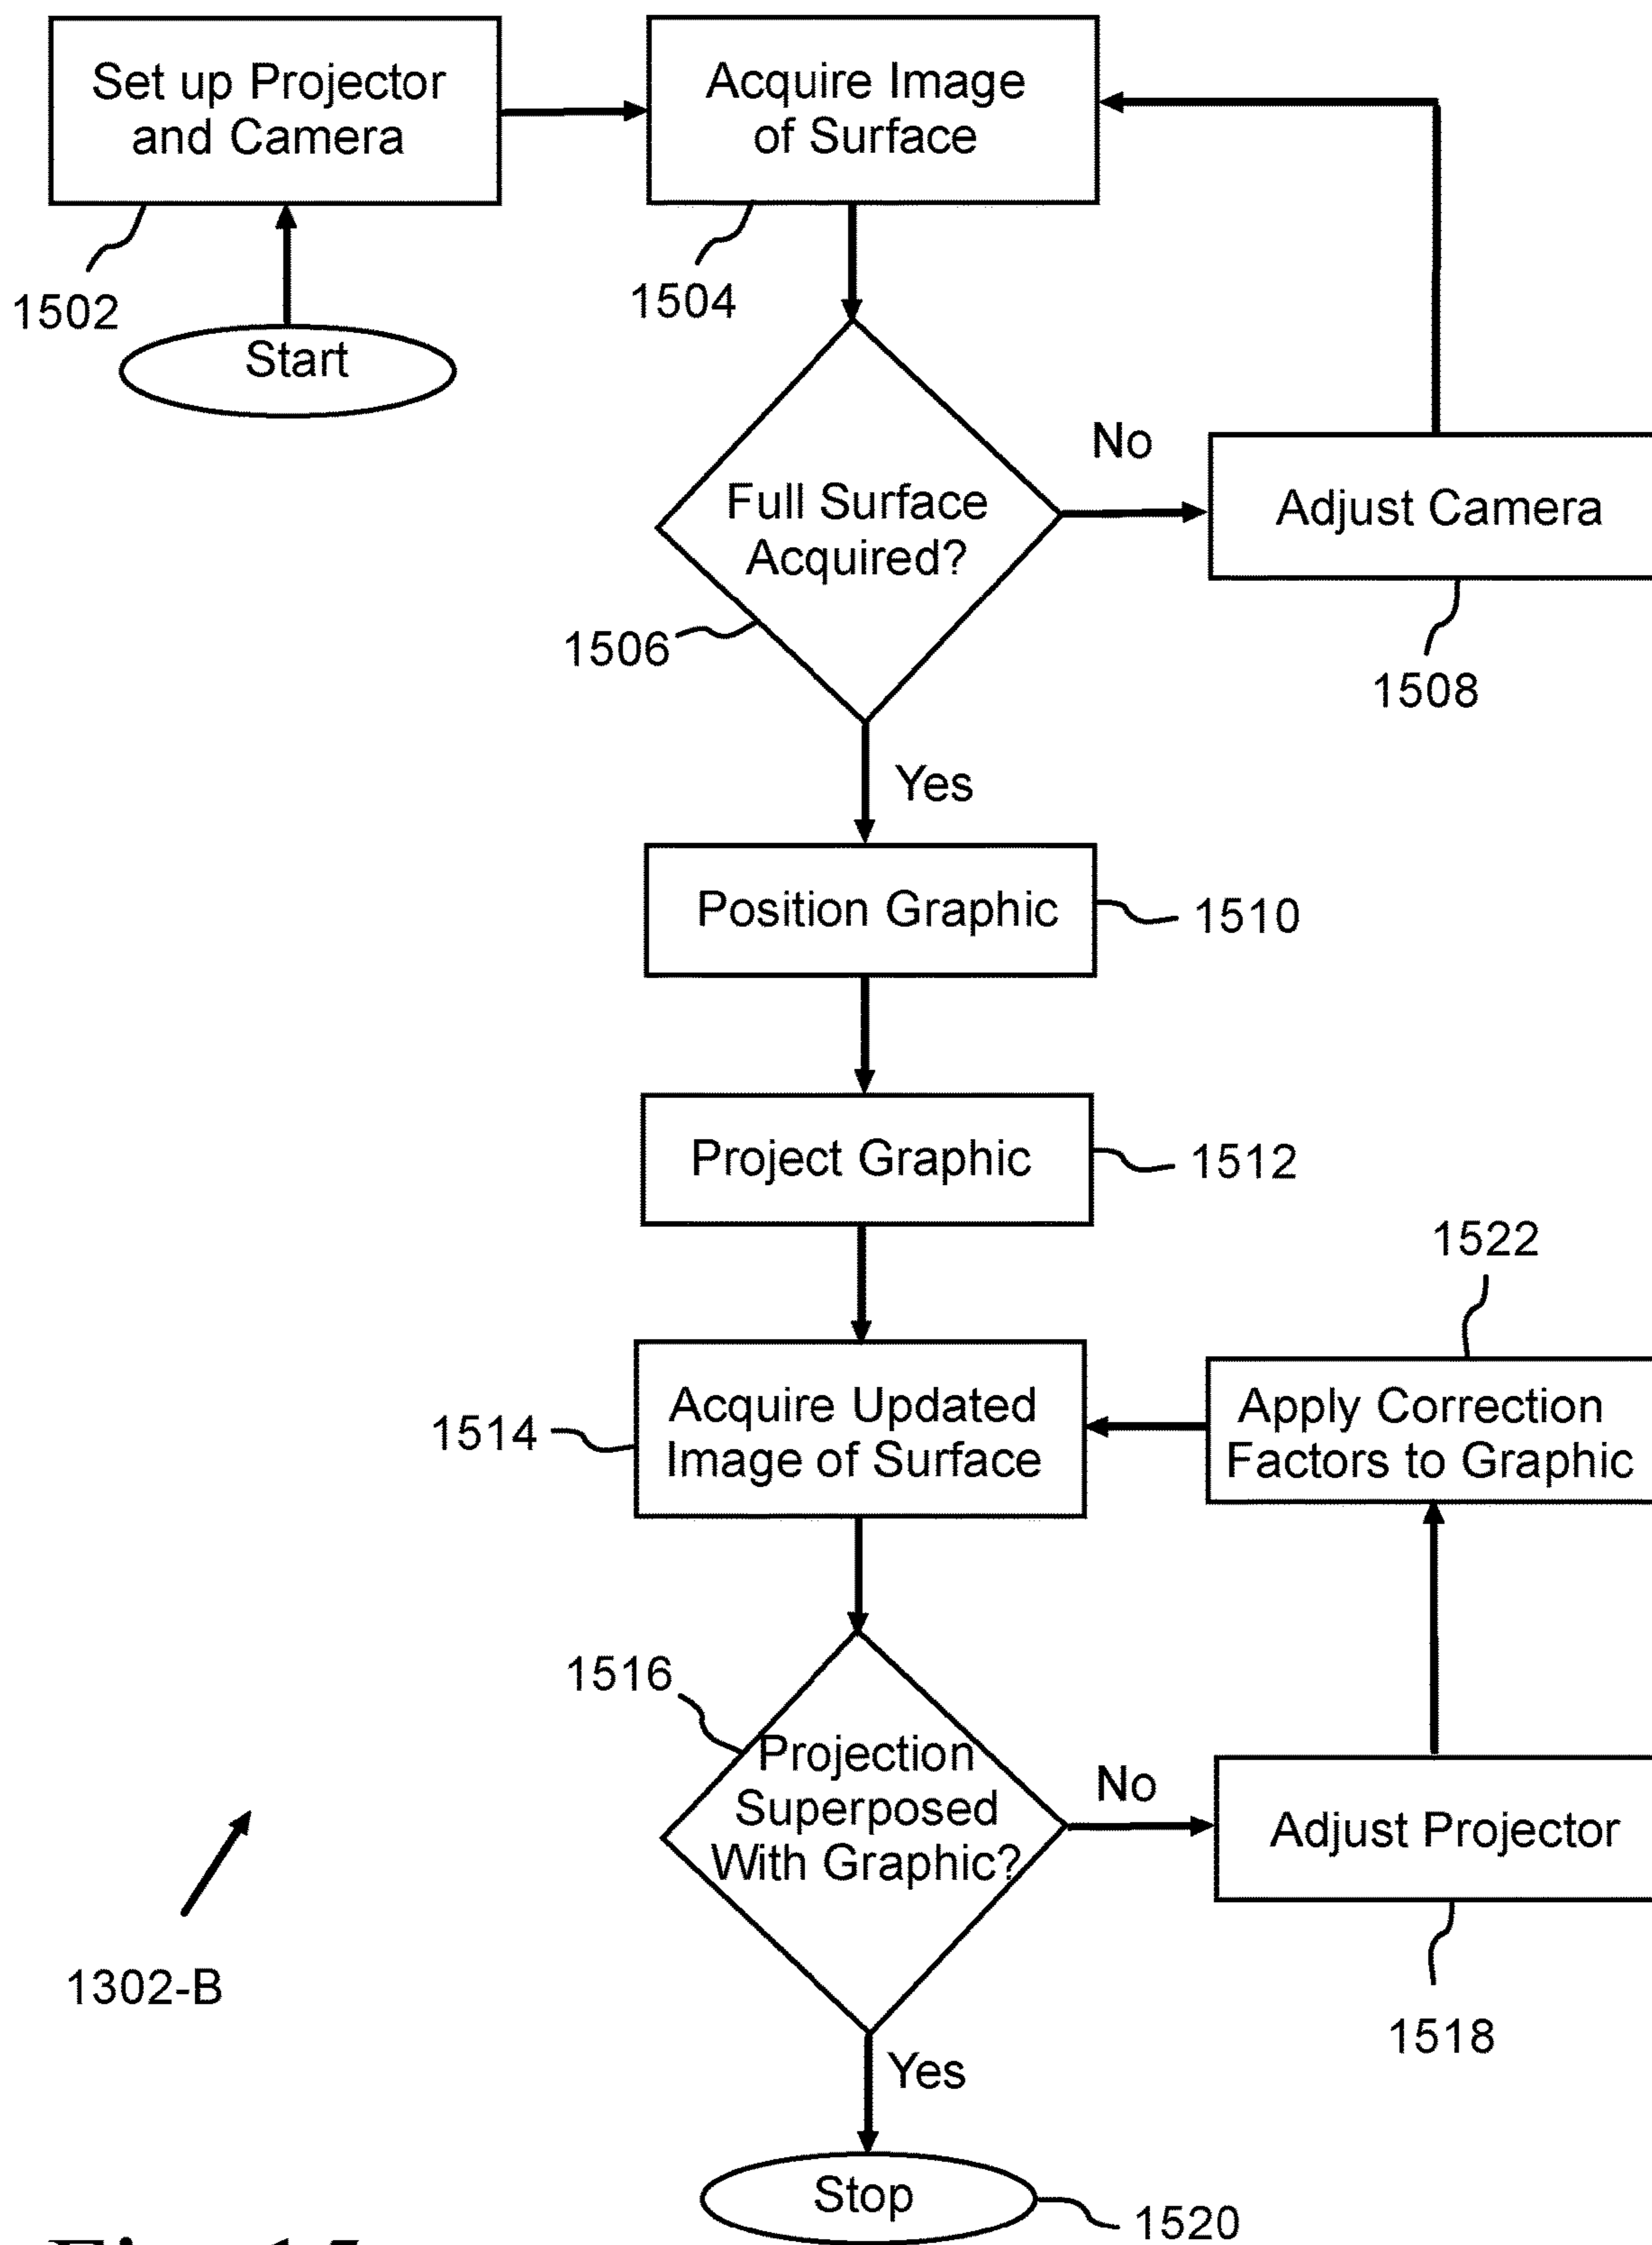 Set up Projector
and Camera
Acquire Image
of Surface
1502
1504
Start
No
Full Surface
Acquired?
Adjust Camera
1506
1508
Yes
Position Graphic
1510
Project Graphic
1512
1522
Acquire Updated
Image of Surface
Apply Correction
Factors to Graphic
1514
1516
Projection
Superposed
With Graphic?
No
Adjust Projector
1302-B
1518
Yes
Stop
1520